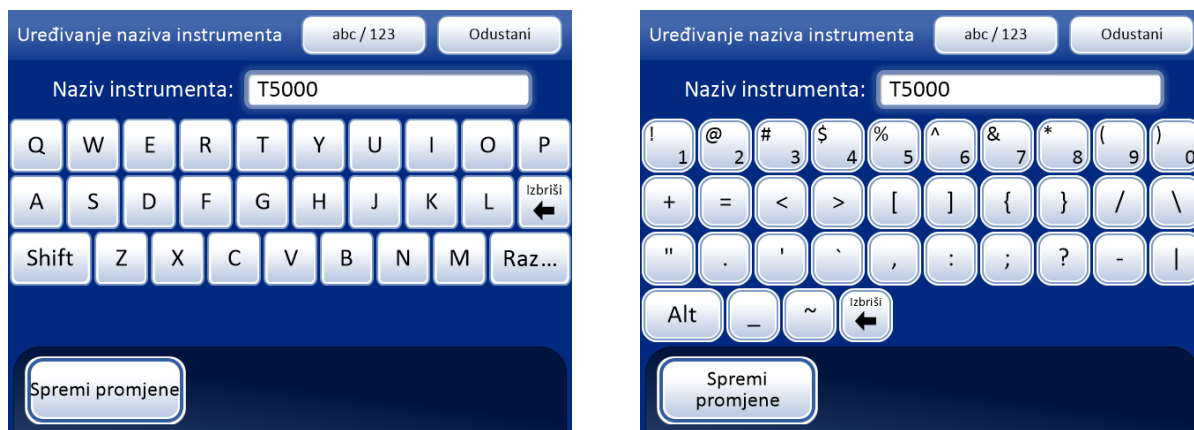 Uređivanje naziva instrumenta abc / 123 Odustani
Naziv instrumenta: T5000
Q W E R T Y U I O P
A S D F G H J K L Izbriši
Shift Z X C V B N M Raz...
Spremi promjene
Uređivanje naziva instrumenta abc / 123 Odustani
Naziv instrumenta: T5000
! 1 @ 2 # 3 $ 4 % 5 ^ 6 & 7 * 8 ( 9 ) 0
+ = < > [ ] { } / \
" . ' ` , : ; ? - |
Alt _ ~ Izbriši
Spremi
promjene